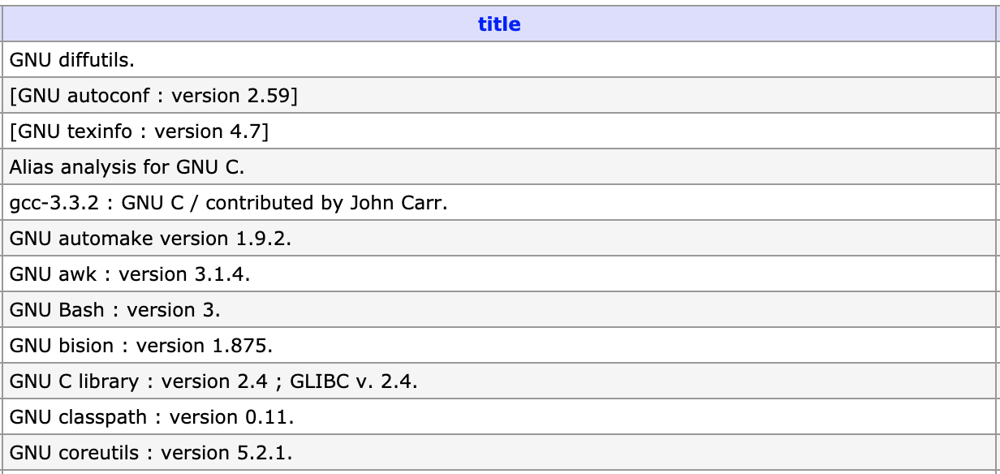 title
GNU diffutils.
[GNU autoconf : version 2.59]
[GNU texinfo : version 4.7]
Alias analysis for GNU C.
gcc-3.3.2 : GNU C / contributed by John Carr.
GNU automake version 1.9.2.
GNU awk : version 3.1.4.
GNU Bash : version 3.
GNU bision : version 1.875.
GNU C library : version 2.4 ; GLIBC v. 2.4.
GNU classpath : version 0.11.
GNU coreutils : version 5.2.1.